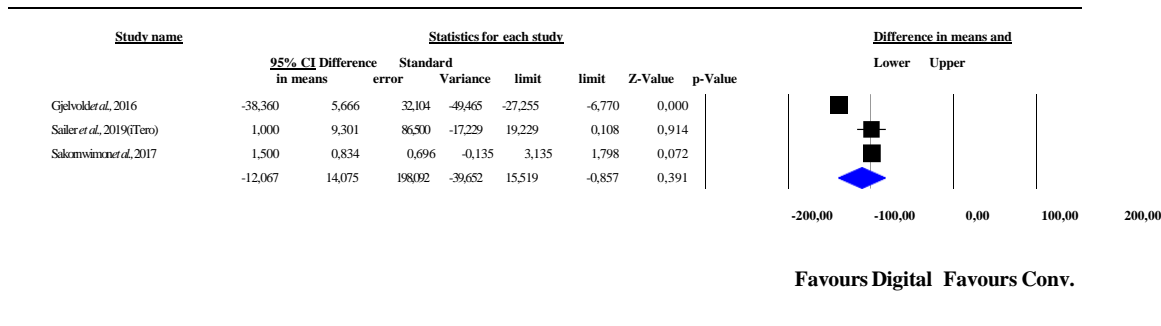 Study name Statistics for each study Difference in means and
95% CI Difference Standard Lower Upper
in means error Variance limit limit Z-Value p-Value
Gjelvoldet al., 2016 -38,360 5,666 32,104 -49,465 -27,255 -6,770 0,000
Sailer et al., 2019(iTero) 1,000 9,301 86,500 -17,229 19,229 0,108 0,914
Sakornwimonet al., 2017 1,500 0,834 0,696 -0,135 3,135 1,798 0,072
-12,067 14,075 198,092 -39,652 15,519 -0,857 0,391
-200,00 -100,00 0,00 100,00 200,00
Favours Digital Favours Conv.